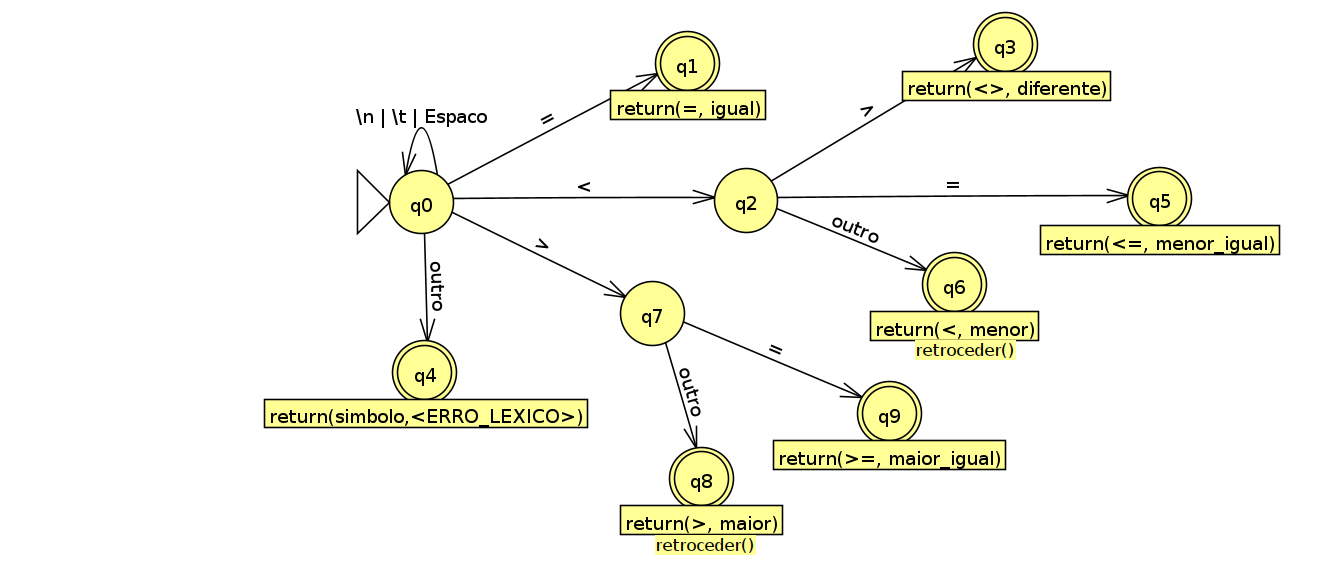 q3
q1
return(<>, diferente)
return(=, igual)
\n | \t | Espaco
=
>
<
=
q0
q2
q5
outro
return(<=, menor_igual)
>
outro
q6
q7
return(<, menor)
retroceder()
=
q4
outro
return(simbolo,<ERRO_LEXICO>)
q9
return(>=, maior_igual)
q8
return(>, maior)
retroceder()